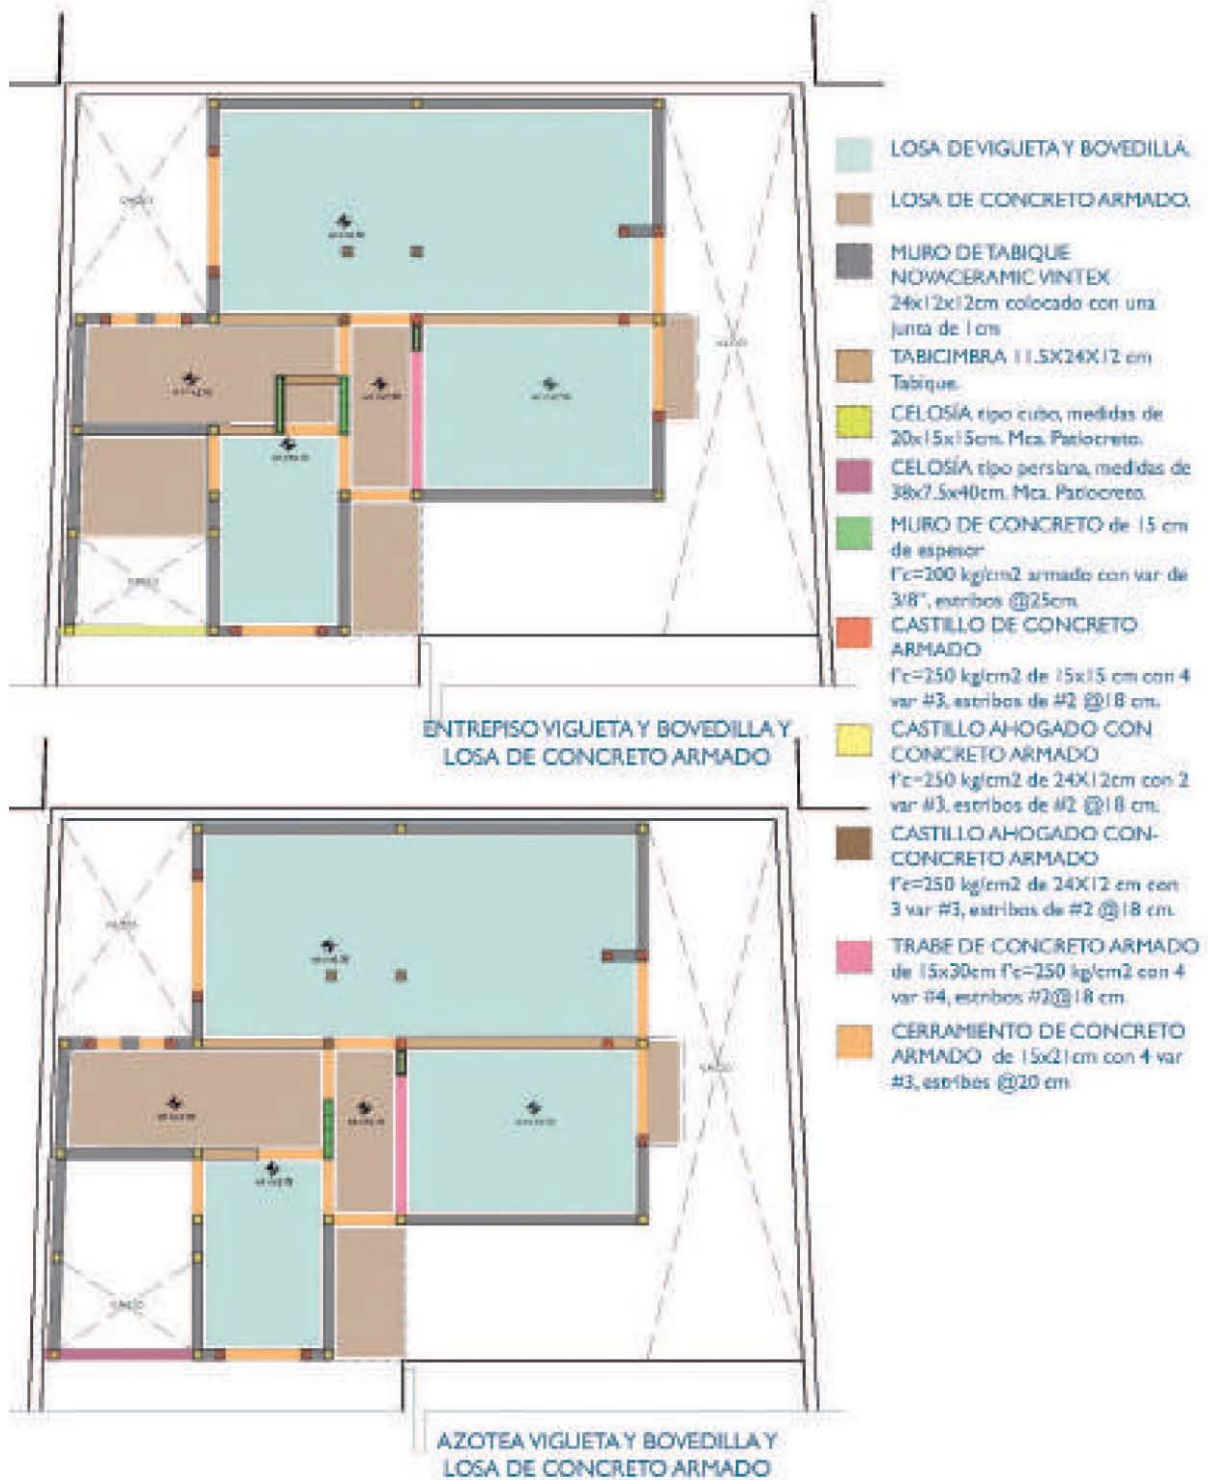 LOSA DE VIGUETA Y BOVEDILLA.
LOSA DE CONCRETO ARMADO.
MURO DE TABIQUE
NOVACERAMIC VINTEX
24x12x12cm colocado con una
junta de 1cm
TABICIMBRA 11.5X24X12 cm
Tabique.
CELOSÍA tipo cubo, medidas de
20x15x15cm. Mca. Patiocreto.
CELOSÍA tipo persiana, medidas de
38x7.5x40cm. Mca. Patiocreto.
MURO DE CONCRETO de 15 cm
de espesor
f'c=200 kg/cm2 armado con var de
3/8", estribos @25cm.
CASTILLO DE CONCRETO
ARMADO
f'c=250 kg/cm2 de 15x15 cm con 4
var #3, estribos de #2 @18 cm.
CASTILLO AHOGADO CON
CONCRETO ARMADO
f'c=250 kg/cm2 de 24X12cm con 2
var #3, estribos de #2 @18 cm.
CASTILLO AHOGADO CON-
CONCRETO ARMADO
f'c=250 kg/cm2 de 24X12 cm con
3 var #3, estribos de #2 @18 cm.
TRABE DE CONCRETO ARMADO
de 15x30cm f'c=250 kg/cm2 con 4
var #4, estribos #2@18 cm
CERRAMIENTO DE CONCRETO
ARMADO de 15x21cm con 4 var
#3, estribos @20 cm
VACIO
VACIO
VACIO
ENTREPISO VIGUETA Y BOVEDILLA Y
LOSA DE CONCRETO ARMADO
VACIO
VACIO
VACIO
AZOTEA VIGUETA Y BOVEDILLA Y
LOSA DE CONCRETO ARMADO